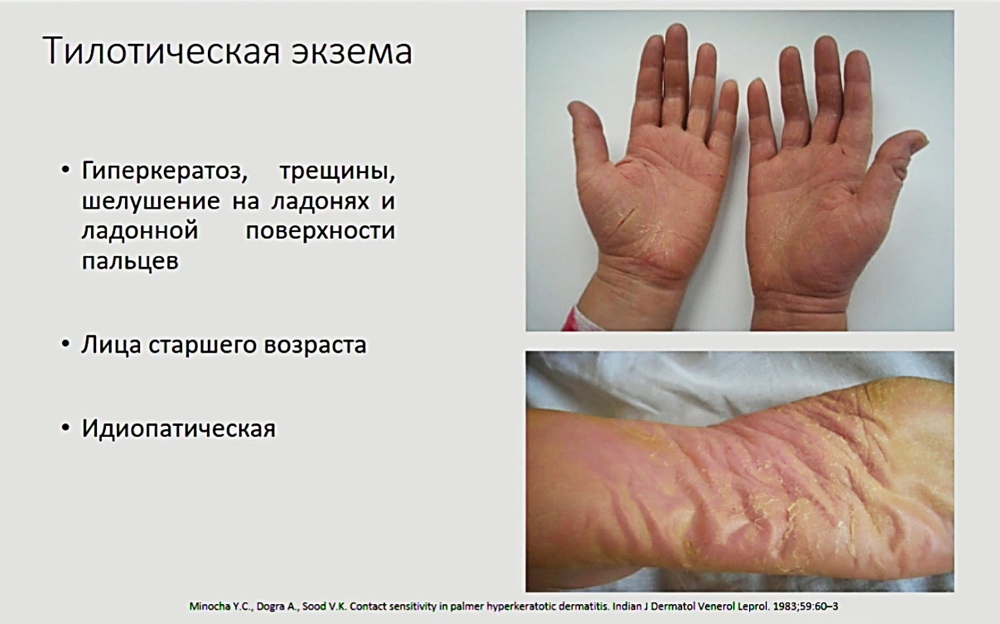 Тилотическая экзема
• Гиперкератоз, трещины,
шелушение на ладонях и
ладонной поверхности
пальцев
• Лица старшего возраста
• Идиопатическая
Minocha Y.C., Dogra A., Sood V.K. Contact sensitivity in palmer hyperkeratotic dermatitis. Indian J Dermatol Venerol Leprol. 1983;59:60–3